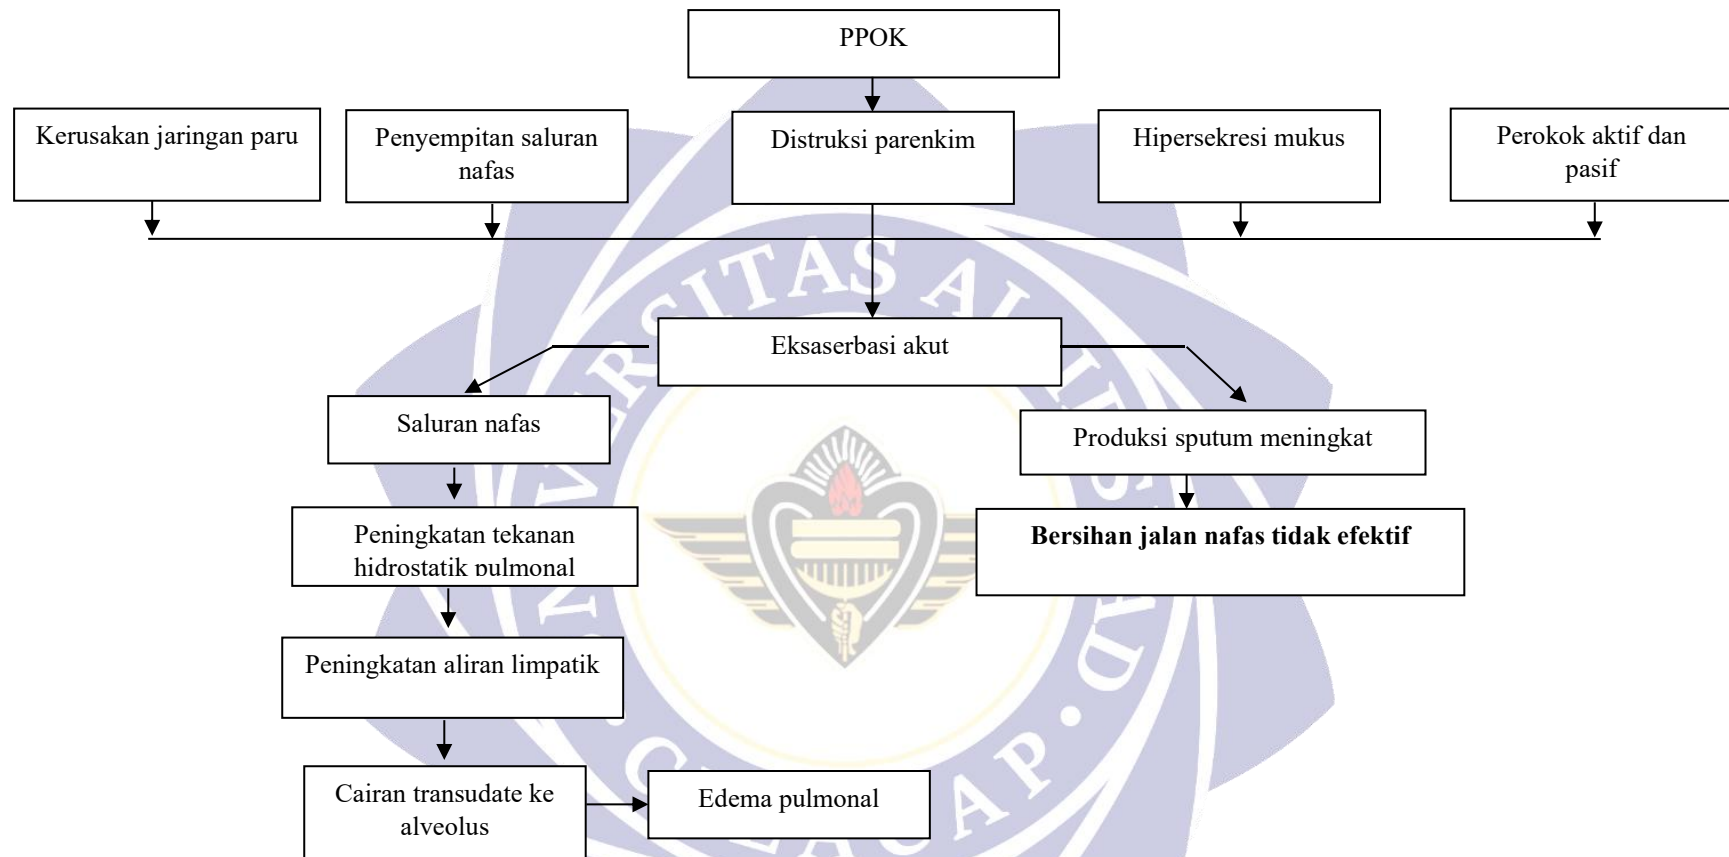 PPOK
Kerusakan jaringan paru
Penyempitan saluran
nafas
Distruksi parenkim
Hipersekresi mukus
Perokok aktif dan
pasif
Eksaserbasi akut
Saluran nafas
Produksi sputum meningkat
Peningkatan tekanan
hidrostatik pulmonal
Bersihan jalan nafas tidak efektif
Peningkatan aliran limpatik
Cairan transudate ke
alveolus
Edema pulmonal